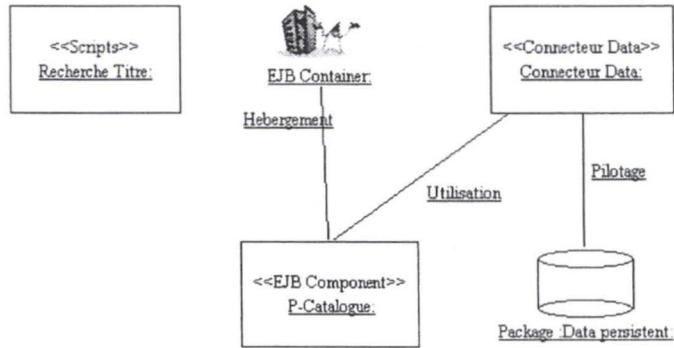 <<Scripts>>
Recherche Titre:
EJB Container:
<<Connecteur Data>>
Connecteur Data:
Hebergement
Utilisation
Pilotage
<<EJB Component>>
P-Catalogue:
Package :Data persistent: